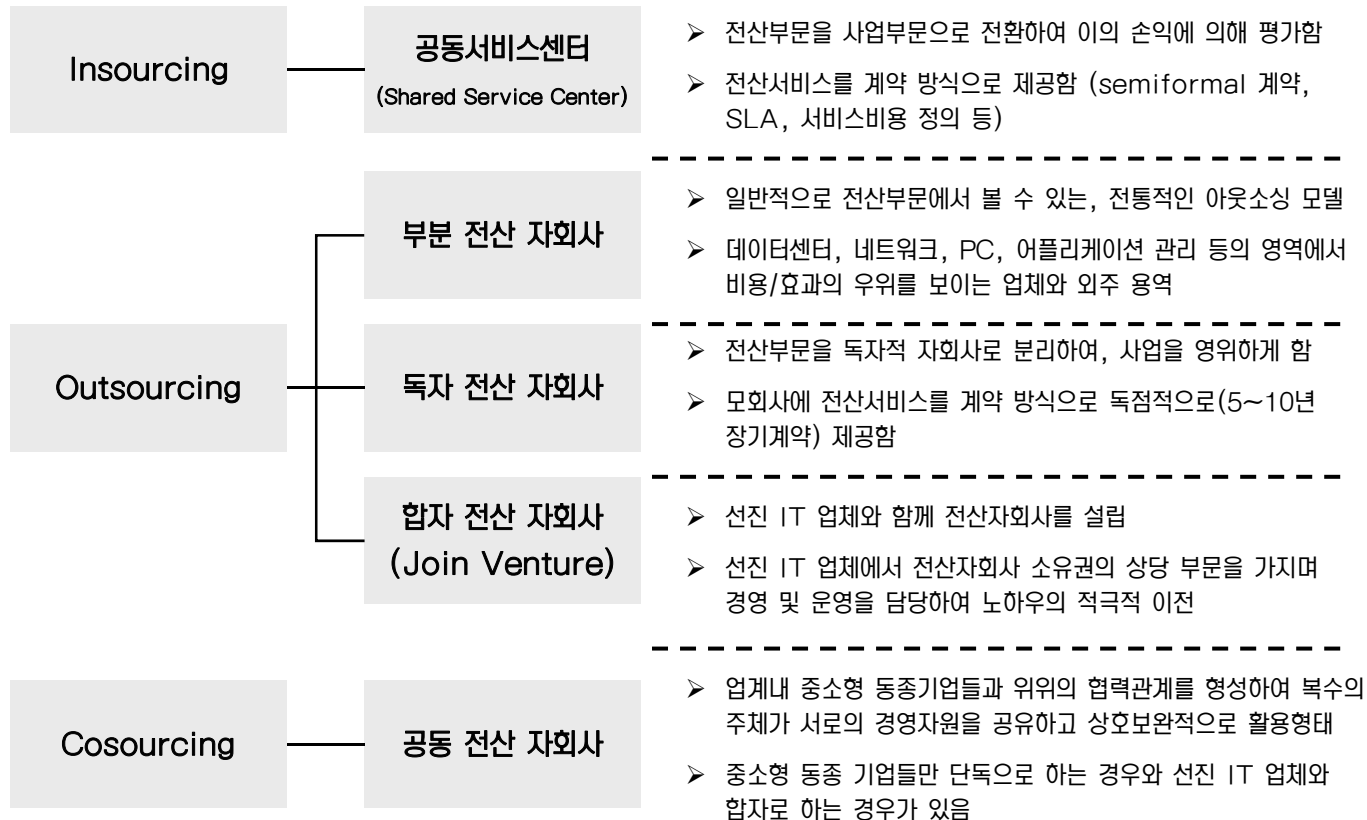 Insourcing
공동서비스센터
(Shared Service Center)
➢ 전산부문을 사업부문으로 전환하여 이의 손익에 의해 평가함
➢ 전산서비스를 계약 방식으로 제공함 (semiformal 계약,
SLA, 서비스비용 정의 등)
Outsourcing
부분 전산 자회사
➢ 일반적으로 전산부문에서 볼 수 있는, 전통적인 아웃소싱 모델
➢ 데이터센터, 네트워크, PC, 어플리케이션 관리 등의 영역에서
비용/효과의 우위를 보이는 업체와 외주 용역
독자 전산 자회사
➢ 전산부문을 독자적 자회사로 분리하여, 사업을 영위하게 함
➢ 모회사에 전산서비스를 계약 방식으로 독점적으로(5~10년
장기계약) 제공함
합자 전산 자회사
(Join Venture)
➢ 선진 IT 업체와 함께 전산자회사를 설립
➢ 선진 IT 업체에서 전산자회사 소유권의 상당 부문을 가지며
경영 및 운영을 담당하여 노하우의 적극적 이전
Cosourcing
공동 전산 자회사
➢ 업계내 중소형 동종기업들과 위위의 협력관계를 형성하여 복수의
주체가 서로의 경영자원을 공유하고 상호보완적으로 활용형태
➢ 중소형 동종 기업들만 단독으로 하는 경우와 선진 IT 업체와
합자로 하는 경우가 있음